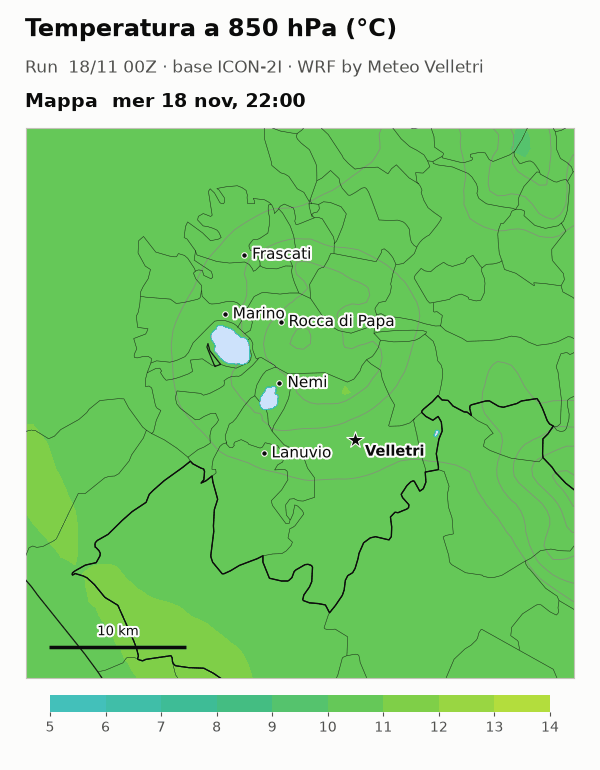 Temperatura a 850 hPa (°C)
Run  18/11 00Z · base ICON-2I · WRF by Meteo Velletri
Mappa  mer 18 nov, 22:00
Frascati
Marino
Rocca di Papa
Nemi
Velletri
Lanuvio
10 km
5 6 7 8 9 10 11 12 13 14